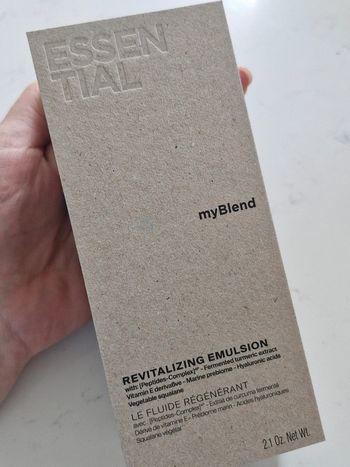 ESSEN
TIAL
myBlend
REVITALIZING EMULSION
with: [Peptides-Complex] - Fermented turmeric extract
Vitamin E derivative - Marine prebiome - Hyaluronic acids
Vegetable squalane
LE FLUIDE RÉGÉNÉRANT
avec : [Peptides-Complex] - Extrait de curcuma fermenté
Dérivé de vitamine E - Prébiome marin - Acides hyaluroniques
Squalane végétal
2.1 Oz. Net Wt.